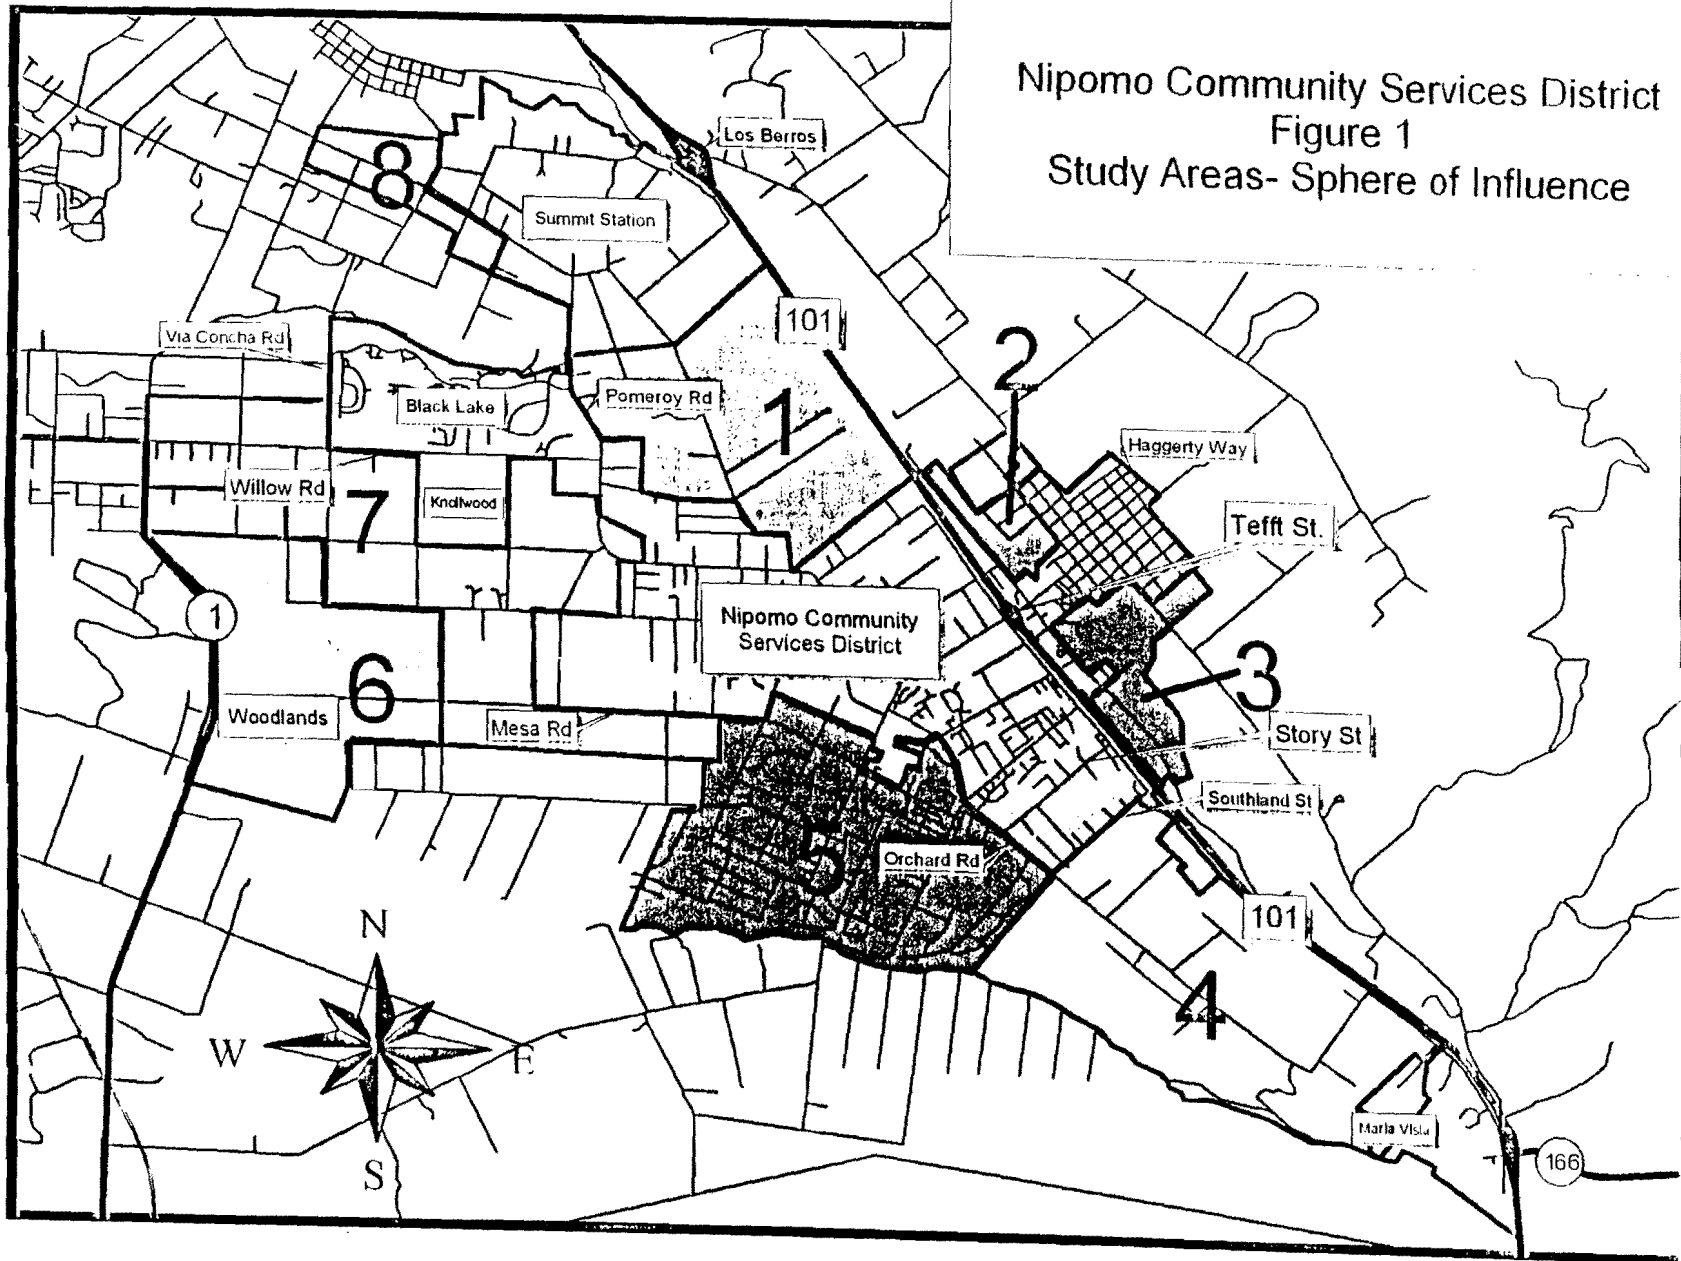 Nipomo Community Services District
Figure 1
Study Areas- Sphere of Influence
Los Berros
8
Summit Station
101
Via Concha Rd
2
Black Lake
Pomeroy Rd
1
Haggerty Way
Willow Rd
7
Knollwood
Tefft St.
1
Nipomo Community
Services District
6
3
Woodlands
Mesa Rd
Story St
Southland St
5
Orchard Rd
101
N
4
W
E
Maria Vista
166
S